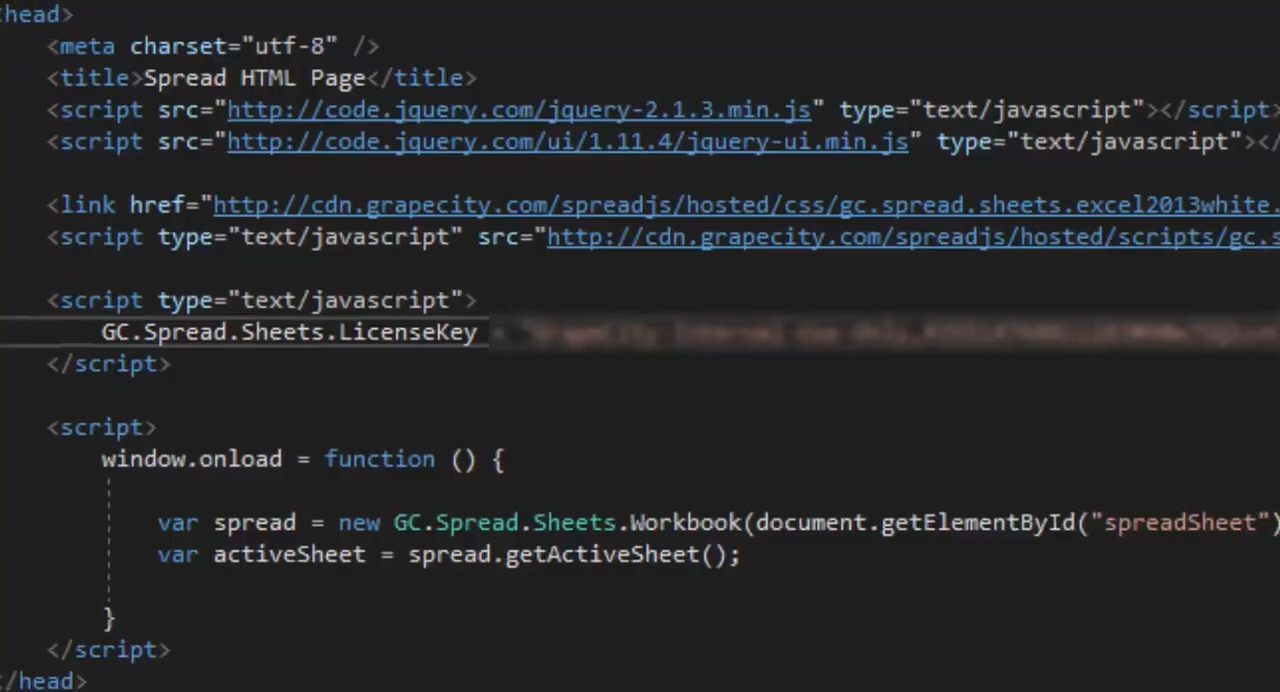 <head>
<meta charset="utf-8" />
<title>Spread HTML Page</title>
<script src="http://code.jquery.com/jquery-2.1.3.min.js" type="text/javascript"></script>
<script src="http://code.jquery.com/ui/1.11.4/jquery-ui.min.js" type="text/javascript"></
<link href="http://cdn.grapecity.com/spreadjs/hosted/css/gc.spread.sheets.excel2013white.
<script type="text/javascript" src="http://cdn.grapecity.com/spreadjs/hosted/scripts/gc.s
<script type="text/javascript">
GC.Spread.Sheets.LicenseKey
</script>
<script>
window.onload = function () {
var spread = new GC.Spread.Sheets.Workbook(document.getElementById("spreadSheet")
var activeSheet = spread.getActiveSheet();
}
</script>
</head>